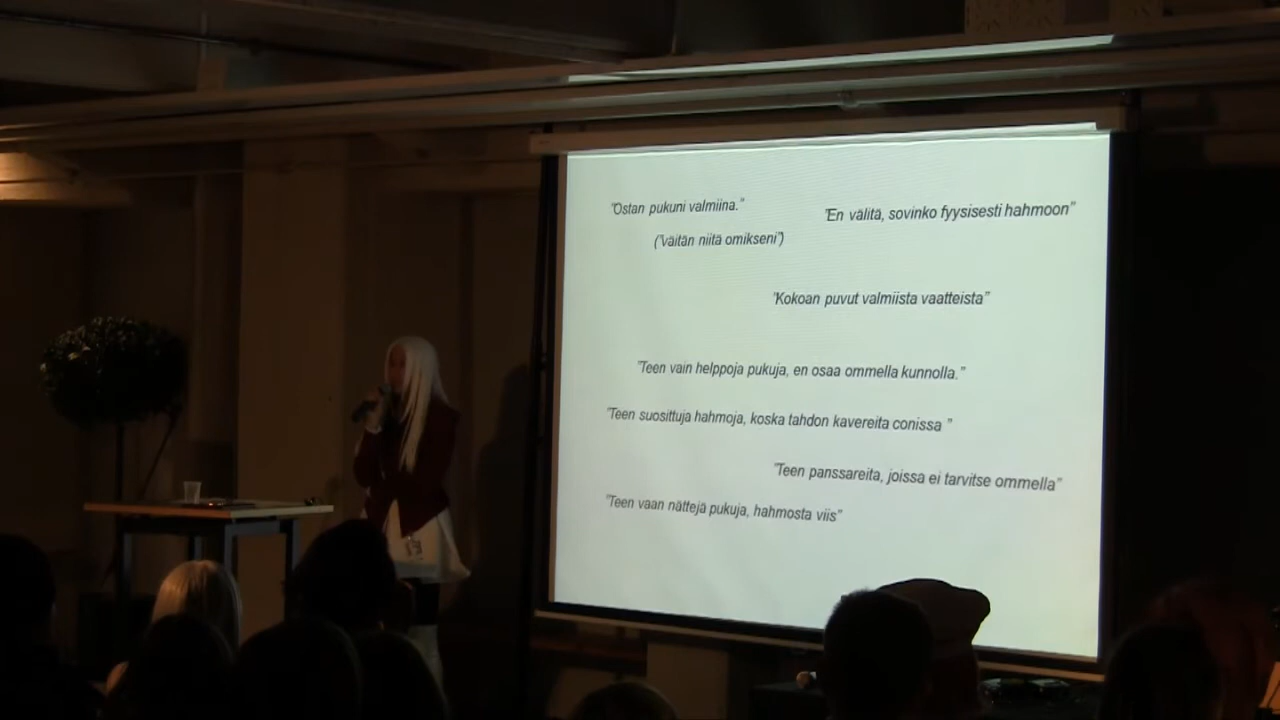 "Ostan pukuni valmiina."
"En välitä, sovinko fyysisesti hahmoon"
("väitän niitä omikseni")
"Kokoan puvut valmiista vaatteista"
"Teen vain helppoja pukuja, en osaa ommella kunnolla."
"Teen suosittuja hahmoja, koska tahdon kavereita conissa "
"Teen panssareita, joissa ei tarvitse ommella"
"Teen vaan nättejä pukuja, hahmosta viis"